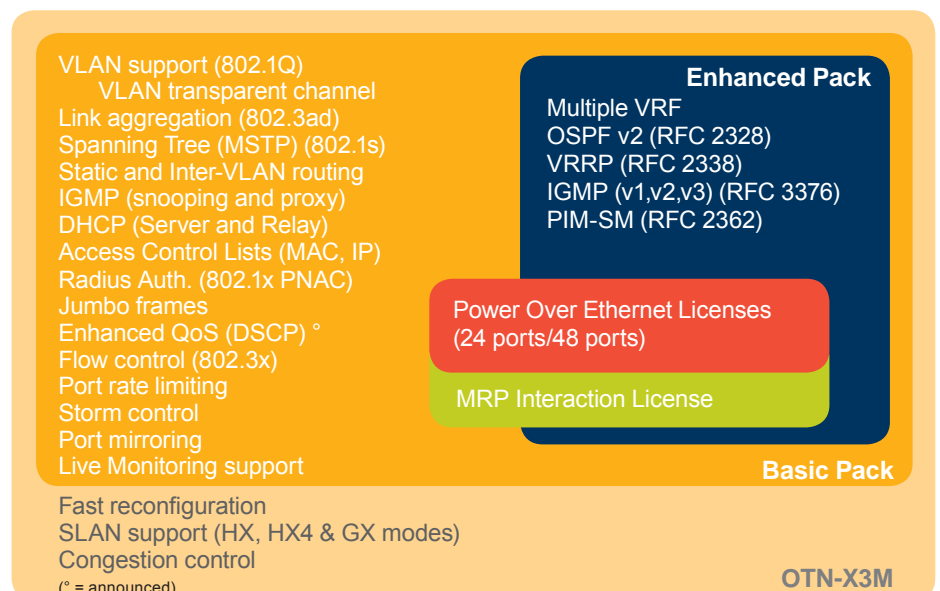 VLAN support (802.1Q)
VLAN transparent channel
Link aggregation (802.3ad)
Spanning Tree (MSTP) (802.1s)
Static and Inter-VLAN routing
IGMP (snooping and proxy)
DHCP (Server and Relay)
Access Control Lists (MAC, IP)
Radius Auth. (802.1x PNAC)
Jumbo frames
Enhanced QoS (DSCP) °
Flow control (802.3x)
Port rate limiting
Storm control
Port mirroring
Live Monitoring support
Enhanced Pack
Multiple VRF
OSPF v2 (RFC 2328)
VRRP (RFC 2338)
IGMP (v1,v2,v3) (RFC 3376)
PIM-SM (RFC 2362)
Power Over Ethernet Licenses
(24 ports/48 ports)
MRP Interaction License
Basic Pack
Fast reconfiguration
SLAN support (HX, HX4 & GX modes)
Congestion control
(° = announced)
OTN-X3M